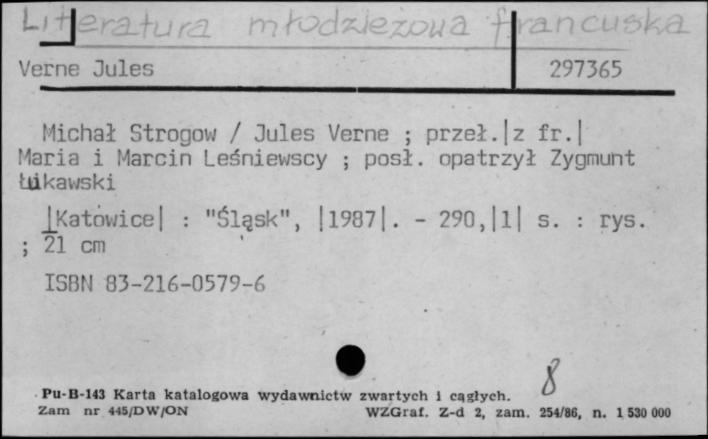 Literatura młodzieżowa francuska
Verne Jules 297365
Michał Strogow / Jules Verne ; przeł.|z fr.|
Maria i Marcin Leśniewscy ; posł. opatrzył Zygmunt
Łukawski
|Katowice| : "Śląsk", |1987|. - 290,|1| s. : rys.
; 21 cm
ISBN 83-216-0579-6
8
Pu-B-143 Karta katalogowa wydawnictw zwartych i ciągłych.
Zam nr 445/DW/ON WZGraf. Z-d 2, zam. 254/86, n. 1 530 000